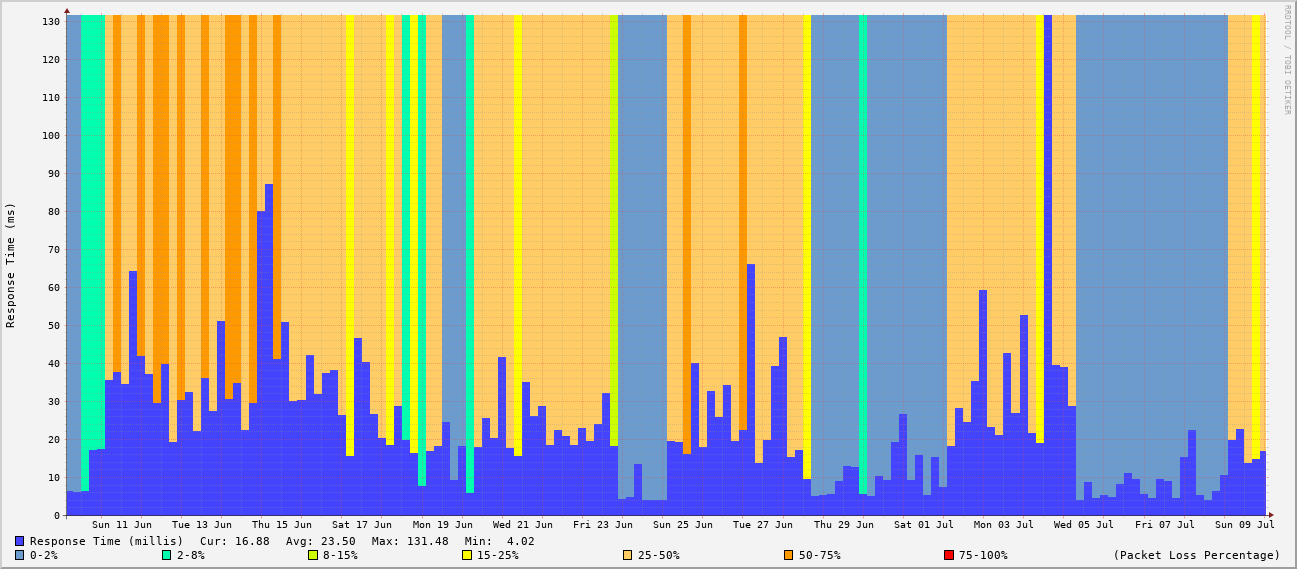 RRDTOOL / TOBI OETIKER
Response Time (ms)
130
120
110
100
90
80
70
60
50
40
30
20
10
0
Sun 11 Jun Tue 13 Jun Thu 15 Jun Sat 17 Jun Mon 19 Jun Wed 21 Jun Fri 23 Jun Sun 25 Jun Tue 27 Jun Thu 29 Jun Sat 01 Jul Mon 03 Jul Wed 05 Jul Fri 07 Jul Sun 09 Jul
Response Time (millis) Cur: 16.88 Avg: 23.50 Max: 131.48 Min: 4.02
0-2% 2-8% 8-15% 15-25% 25-50% 50-75% 75-100% (Packet Loss Percentage)